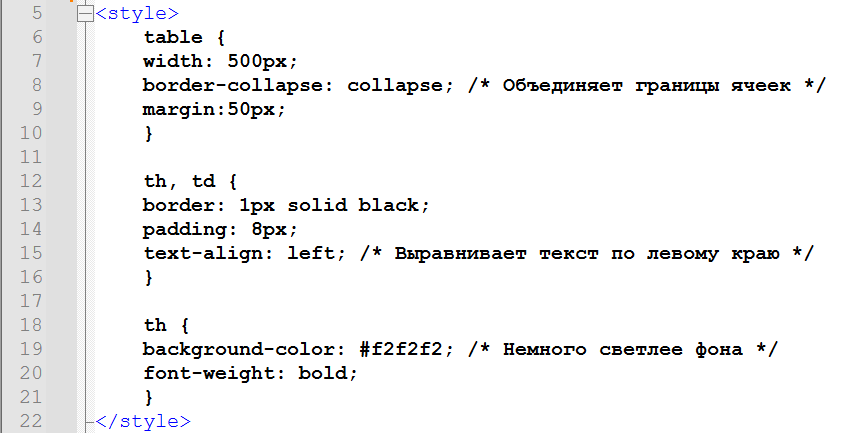 5 <style>
6 table {
7 width: 500px;
8 border-collapse: collapse; /* Объединяет границы ячеек */
9 margin:50px;
10 }
11
12 th, td {
13 border: 1px solid black;
14 padding: 8px;
15 text-align: left; /* Выравнивает текст по левому краю */
16 }
17
18 th {
19 background-color: #f2f2f2; /* Немного светлее фона */
20 font-weight: bold;
21 }
22 </style>